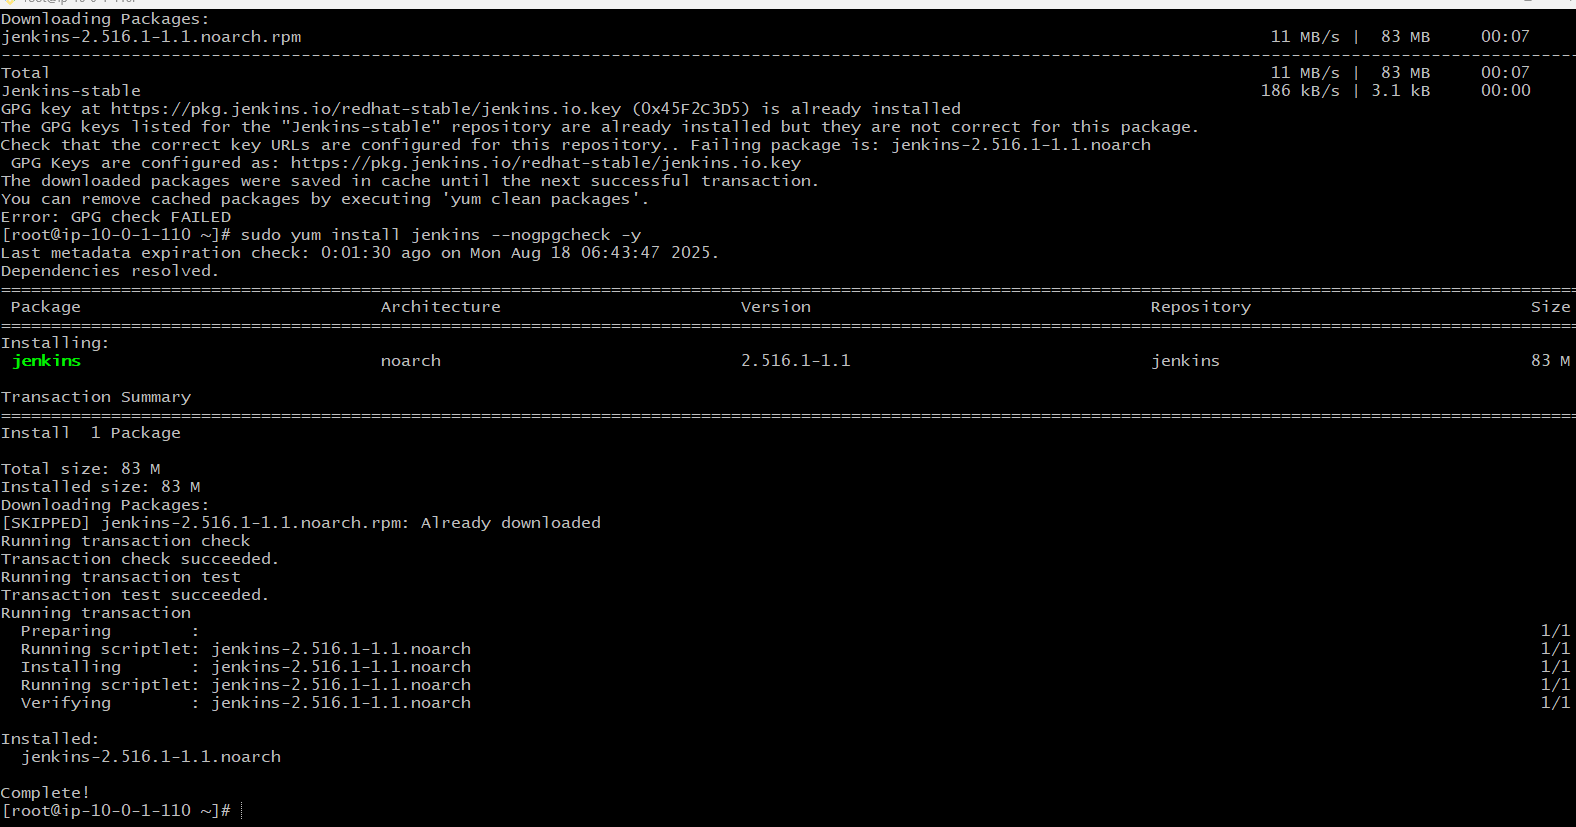 Downloading Packages:
jenkins-2.516.1-1.1.noarch.rpm 11 MB/s | 83 MB 00:07
--------------------------------------------------------------------------------
Total 11 MB/s | 83 MB 00:07
Jenkins-stable 186 kB/s | 3.1 kB 00:00
GPG key at https://pkg.jenkins.io/redhat-stable/jenkins.io.key (0x45F2C3D5) is already installed
The GPG keys listed for the "Jenkins-stable" repository are already installed but they are not correct for this package.
Check that the correct key URLs are configured for this repository.. Failing package is: jenkins-2.516.1-1.1.noarch
 GPG Keys are configured as: https://pkg.jenkins.io/redhat-stable/jenkins.io.key
The downloaded packages were saved in cache until the next successful transaction.
You can remove cached packages by executing 'yum clean packages'.
Error: GPG check FAILED
[root@ip-10-0-1-110 ~]# sudo yum install jenkins --nogpgcheck -y
Last metadata expiration check: 0:01:30 ago on Mon Aug 18 06:43:47 2025.
Dependencies resolved.
================================================================================
 Package Architecture Version Repository Size
================================================================================
Installing:
 jenkins noarch 2.516.1-1.1 jenkins 83 M

Transaction Summary
================================================================================
Install  1 Package

Total size: 83 M
Installed size: 83 M
Downloading Packages:
[SKIPPED] jenkins-2.516.1-1.1.noarch.rpm: Already downloaded
Running transaction check
Transaction check succeeded.
Running transaction test
Transaction test succeeded.
Running transaction
  Preparing        : 1/1
  Running scriptlet: jenkins-2.516.1-1.1.noarch 1/1
  Installing       : jenkins-2.516.1-1.1.noarch 1/1
  Running scriptlet: jenkins-2.516.1-1.1.noarch 1/1
  Verifying        : jenkins-2.516.1-1.1.noarch 1/1

Installed:
  jenkins-2.516.1-1.1.noarch

Complete!
[root@ip-10-0-1-110 ~]#